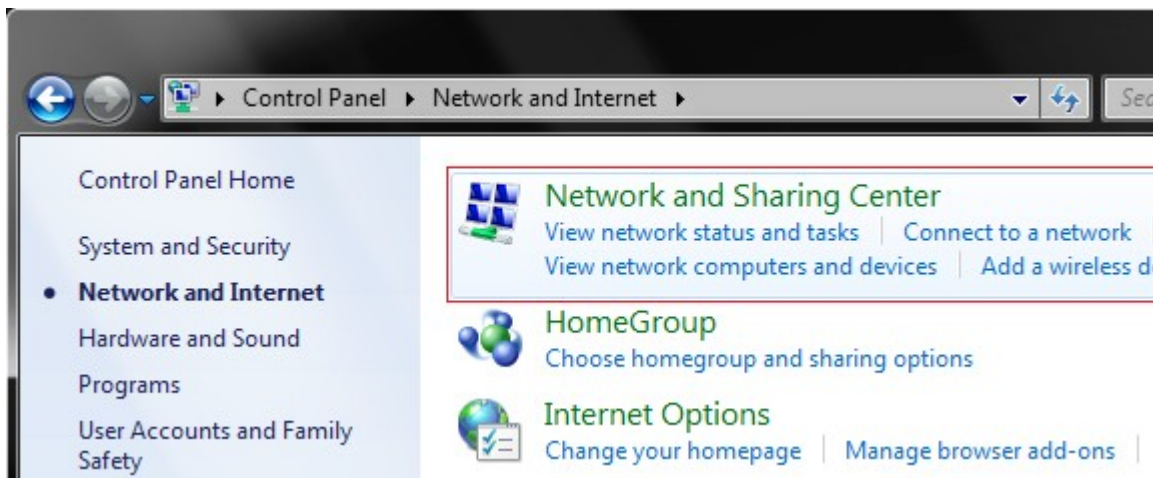 Control Panel Network and Internet
Control Panel Home
System and Security
Network and Internet
Hardware and Sound
Programs
User Accounts and Family
Safety
Network and Sharing Center
View network status and tasks Connect to a network
View network computers and devices Add a wireless
HomeGroup
Choose homegroup and sharing options
Internet Options
Change your homepage Manage browser add-ons